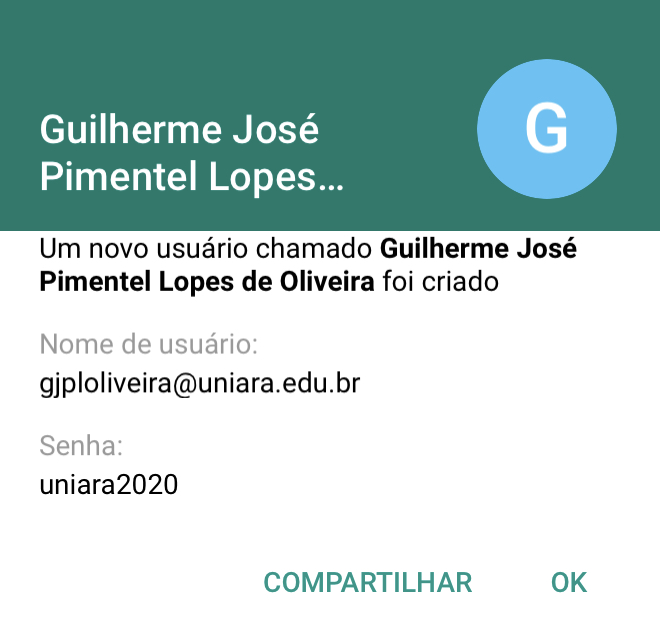 Guilherme José
Pimentel Lopes...
G
Um novo usuário chamado Guilherme José
Pimentel Lopes de Oliveira foi criado
Nome de usuário:
gjploliveira@uniara.edu.br
Senha:
uniara2020
COMPARTILHAR OK